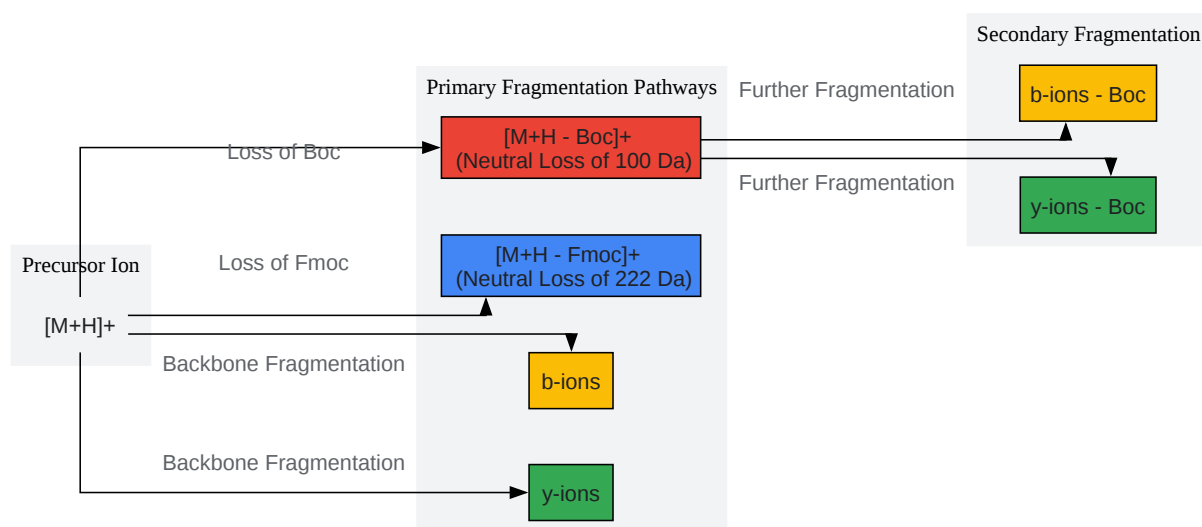 Secondary Fragmentation
Primary Fragmentation Pathways
Further Fragmentation
b-ions - Boc
[M+H - Boc]+
(Neutral Loss of 100 Da)
Loss of Boc
Further Fragmentation
y-ions - Boc
Precursor Ion
Loss of Fmoc
[M+H - Fmoc]+
(Neutral Loss of 222 Da)
[M+H]+
Backbone Fragmentation
b-ions
Backbone Fragmentation
y-ions